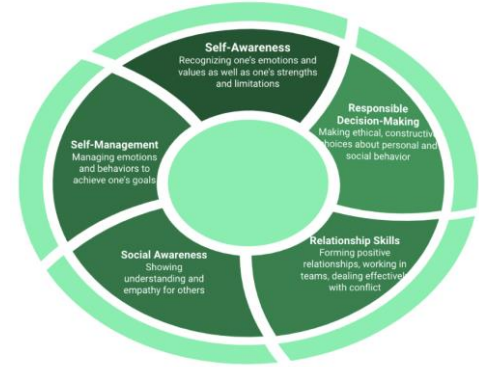 Self-Awareness
Recognizing one's emotions and
values as well as one's strengths
and limitations
Responsible
Decision-Making
Making ethical, constructive
choices about personal and
social behavior
Relationship Skills
Forming positive
relationships, working in
teams, dealing effectively
with conflict
Social Awareness
Showing
understanding and
empathy for others
Self-Management
Managing emotions
and behaviors to
achieve one's goals